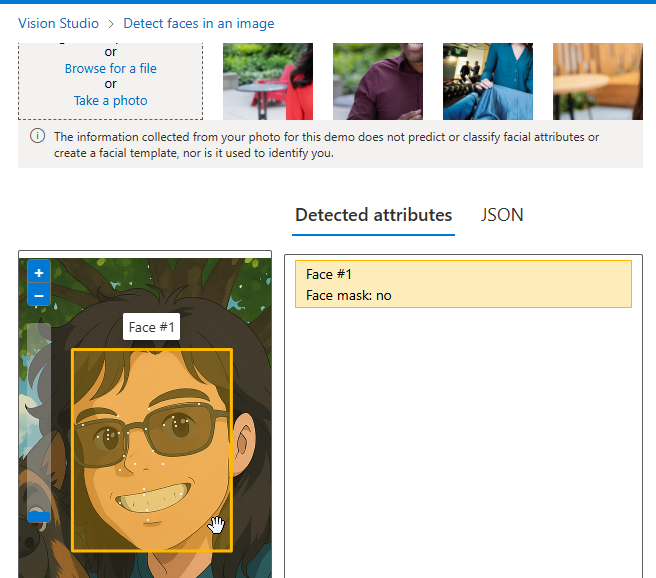 Vision Studio > Detect faces in an image
or
Browse for a file
or
Take a photo
The information collected from your photo for this demo does not predict or classify facial attributes or
create a facial template, nor is it used to identify you.
Detected attributes
JSON
+
−
Face #1
Face #1
Face mask: no